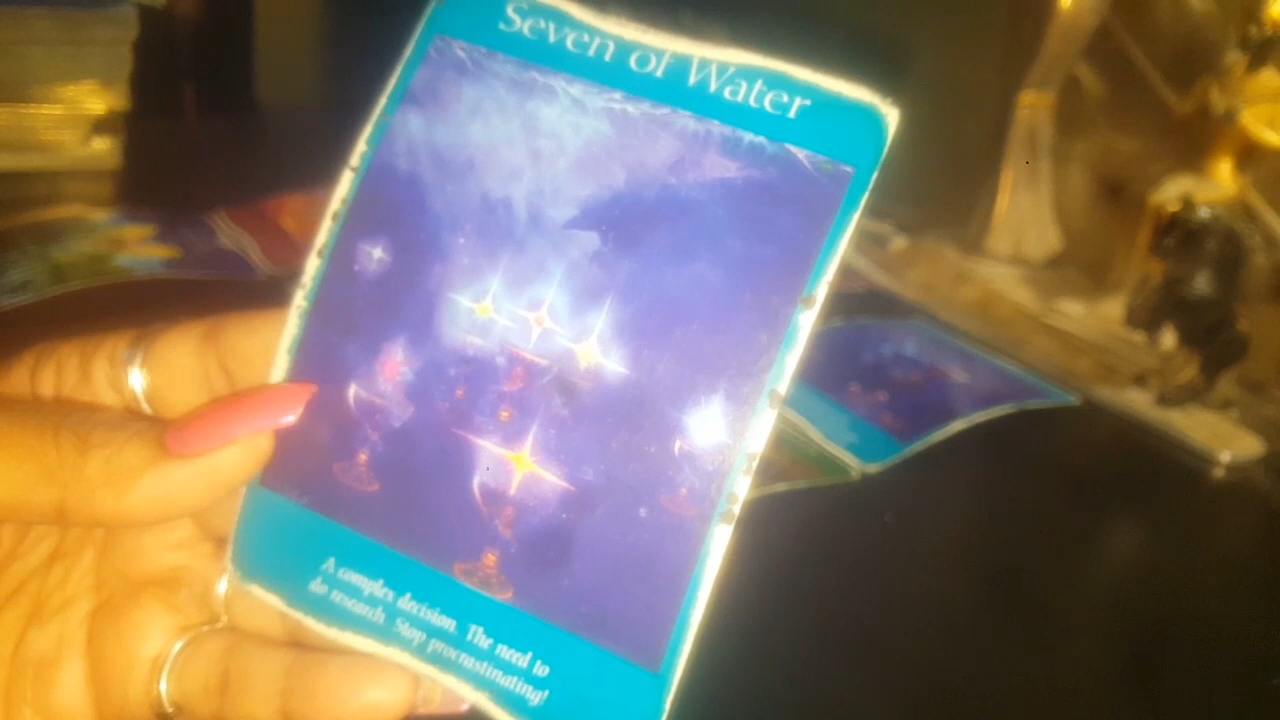 Seven of Water
A complex decision. The need to
do research. Stop procrastinating!